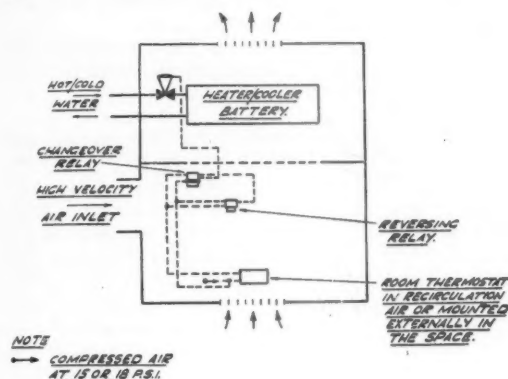 HOT/COLD
WATER
HEATER/COOLER
BATTERY.
CHANGEOVER
RELAY
HIGH VELOCITY
AIR INLET
REVERSING
RELAY.
ROOM THERMOSTAT
IN RECIRCULATION
AIR OR MOUNTED
EXTERNALLY IN
THE SPACE.
NOTE
COMPRESSED AIR
AT 15 OR 18 P.S.I.